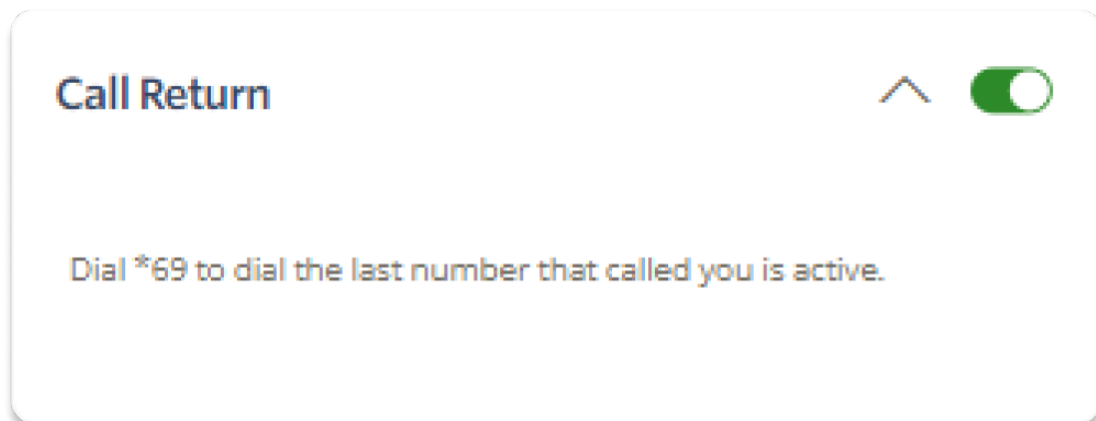 Call Return
Dial *69 to dial the last number that called you is active.